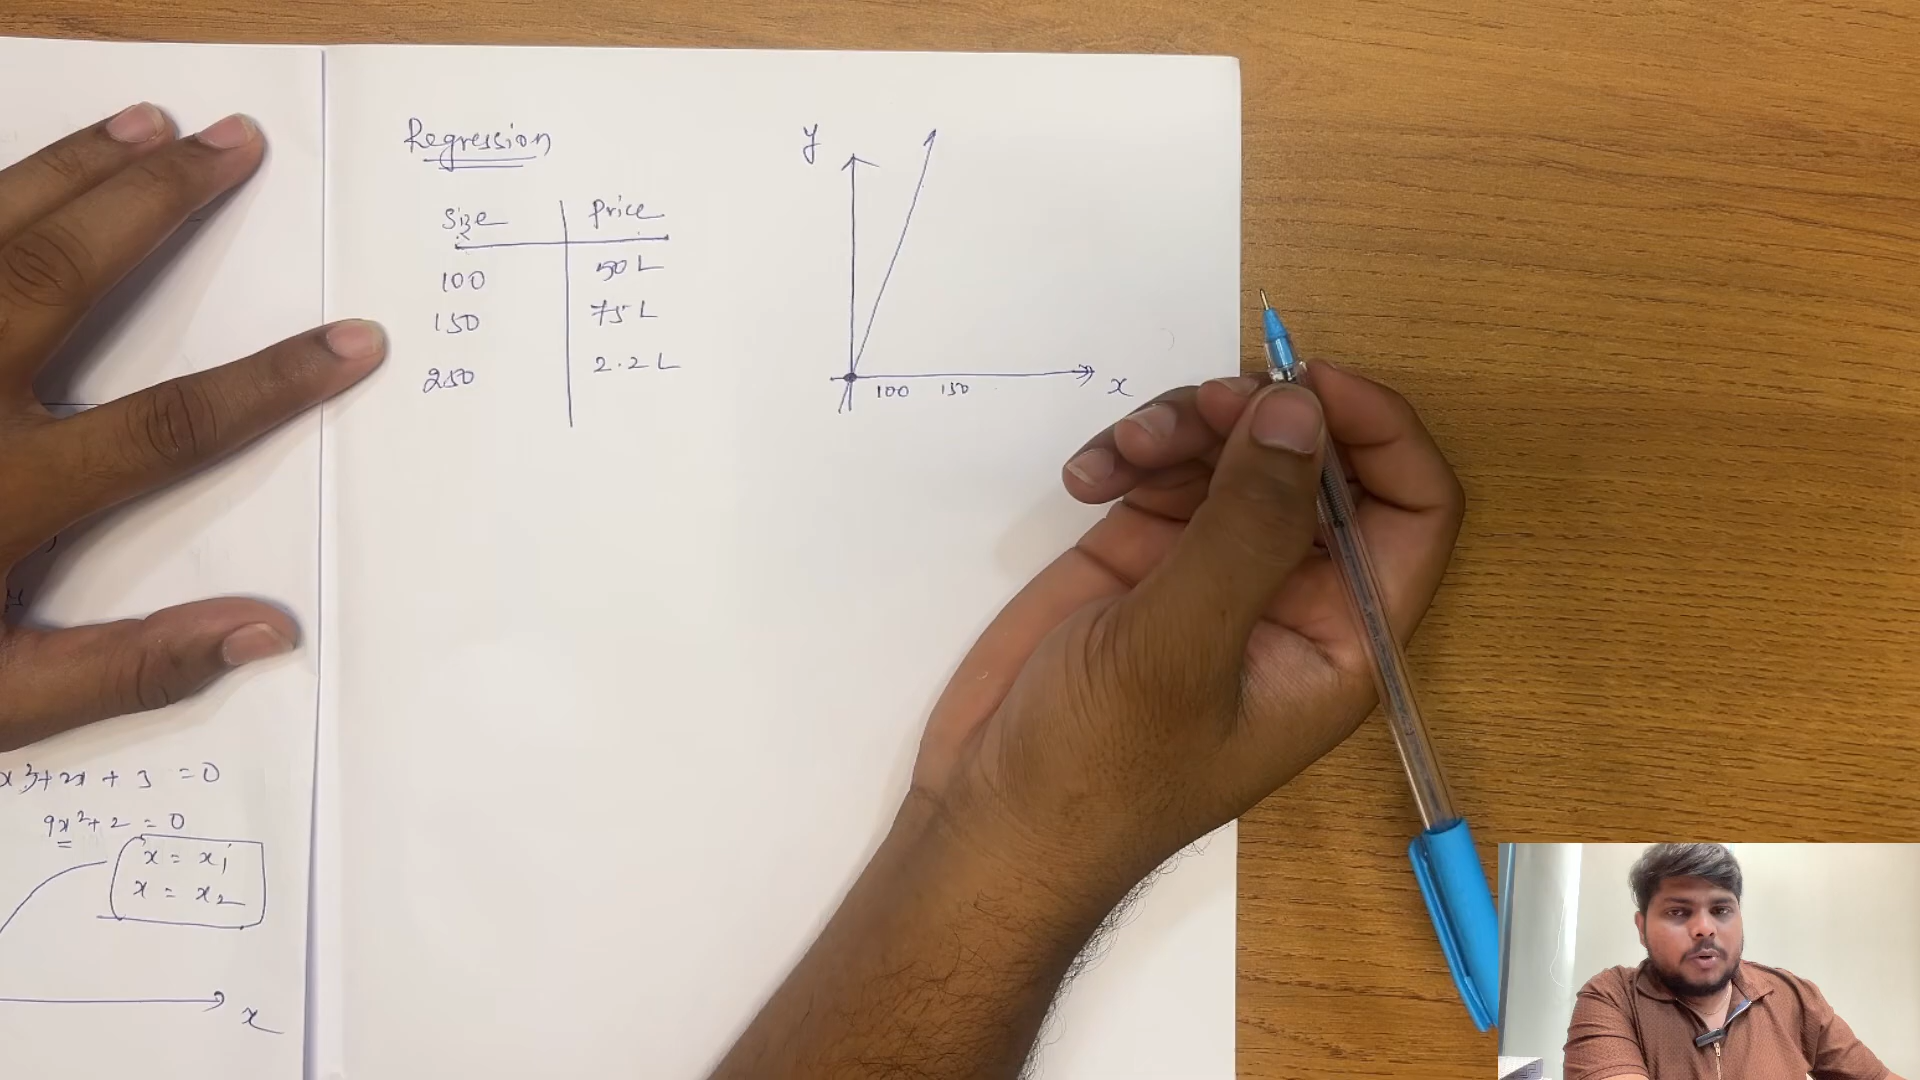 Regression
Size Price
100 50 L
150 75 L
250 2.2 L
y
100 150 x
x³+2x + 3 = 0
9x²+2 = 0
x = x₁
x = x₂
x